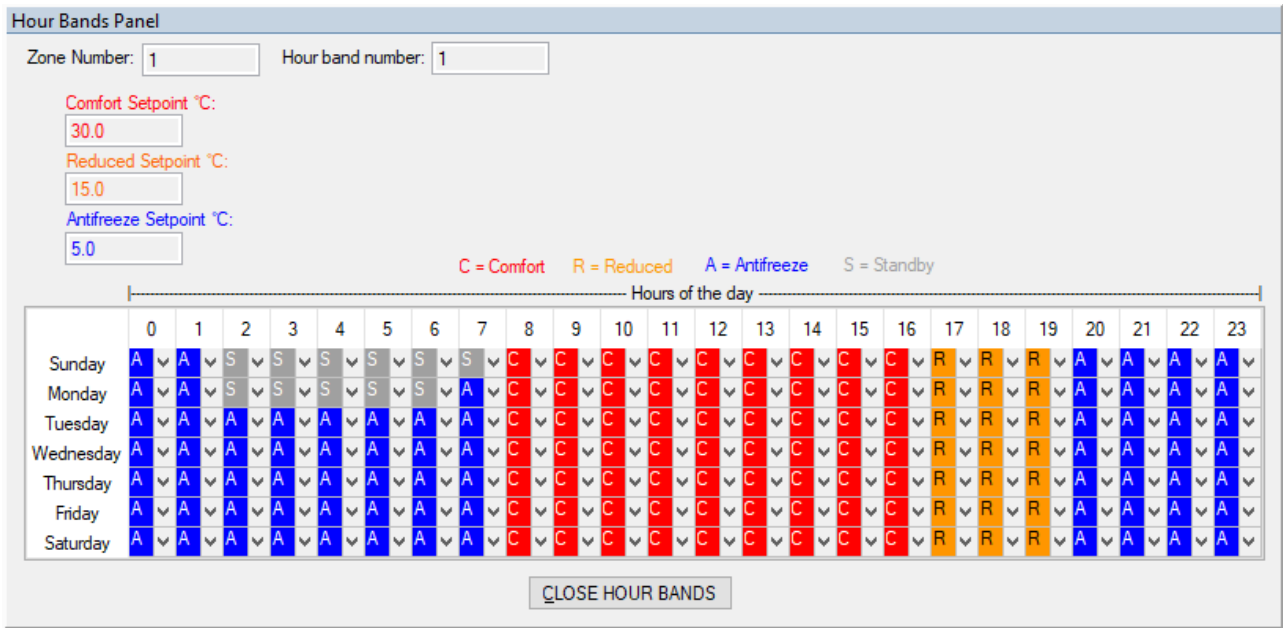 Hour Bands Panel
Zone Number: 1 Hour band number: 1
Comfort Setpoint °C:
30.0
Reduced Setpoint °C:
15.0
Antifreeze Setpoint °C:
5.0
C = Comfort R = Reduced A = Antifreeze S = Standby
Hours of the day
0 1 2 3 4 5 6 7 8 9 10 11 12 13 14 15 16 17 18 19 20 21 22 23
Sunday A A S S S S S S C C C C C C C C C R R R A A A A
Monday A A S S S S S A C C C C C C C C C R R R A A A A
Tuesday A A A A A A A A C C C C C C C C C R R R A A A A
Wednesday A A A A A A A A C C C C C C C C C R R R A A A A
Thursday A A A A A A A A C C C C C C C C C R R R A A A A
Friday A A A A A A A A C C C C C C C C C R R R A A A A
Saturday A A A A A A A A C C C C C C C C C R R R A A A A
CLOSE HOUR BANDS